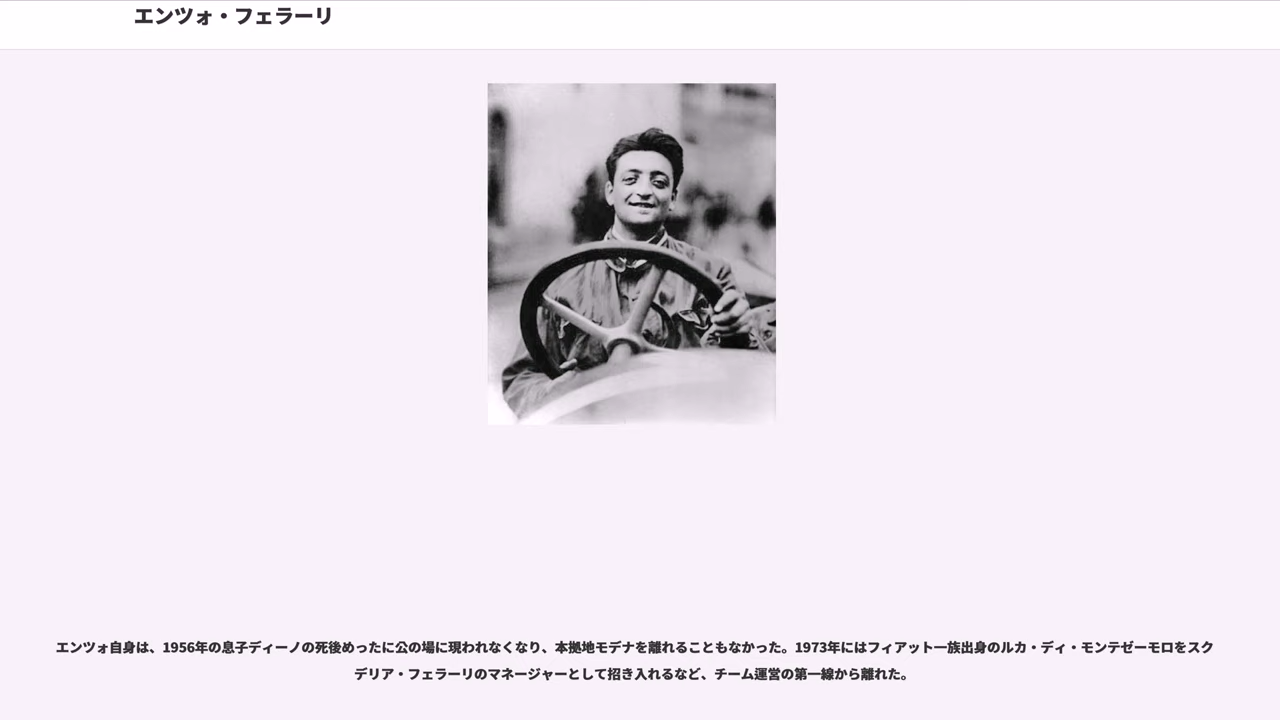 エンツォ・フェラーリ
エンツォ自身は、1956年の息子ディーノの死後めったに公の場に現われなくなり、本拠地モデナを離れることもなかった。1973年にはフィアット一族出身のルカ・ディ・モンテゼーモロをスク
デリア・フェラーリのマネージャーとして招き入れるなど、チーム運営の第一線から離れた。